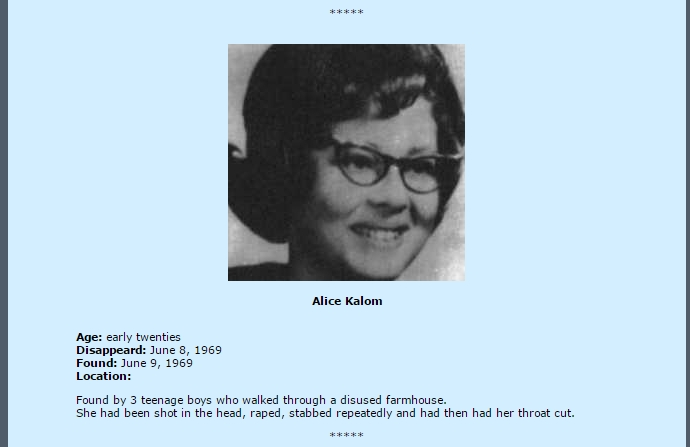 *****
Alice Kalom
Age: early twenties
Disappeard: June 8, 1969
Found: June 9, 1969
Location:
Found by 3 teenage boys who walked through a disused farmhouse.
She had been shot in the head, raped, stabbed repeatedly and had then had her throat cut.
*****